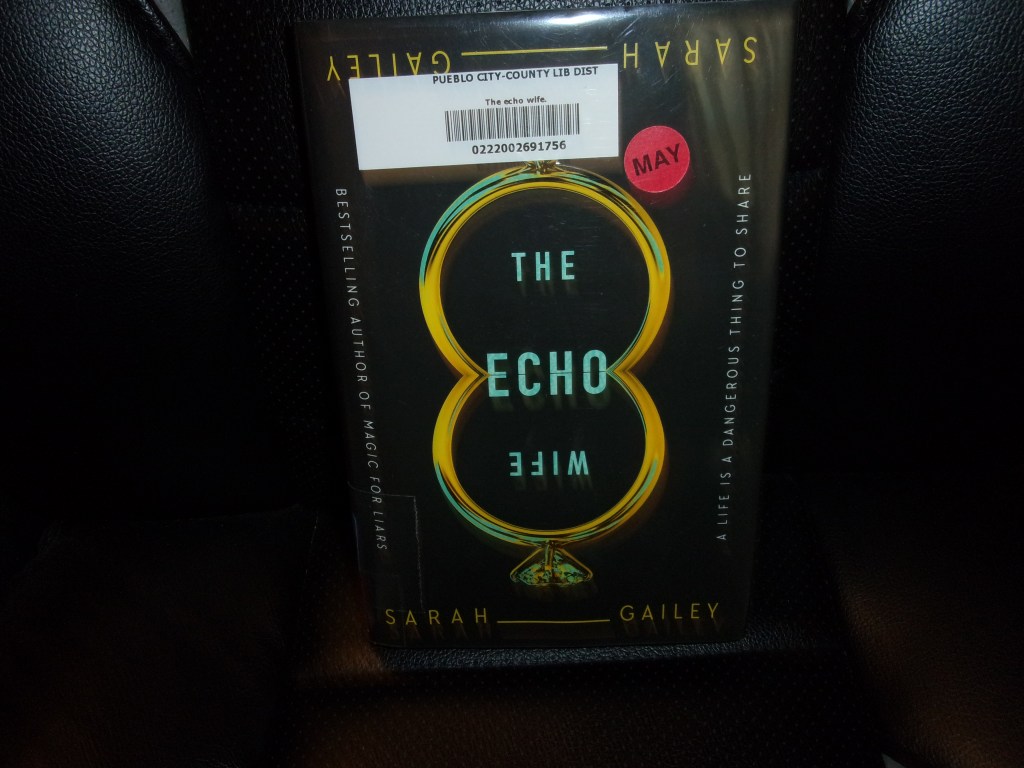 SARAH GAILEY
PUEBLO CITY-COUNTY LIB DIST
The echo wife.
0222002691756
MAY
BESTSELLING AUTHOR OF MAGIC FOR LIARS
THE
ECHO
WIFE
A LIFE IS A DANGEROUS THING TO SHARE
SARAH GAILEY